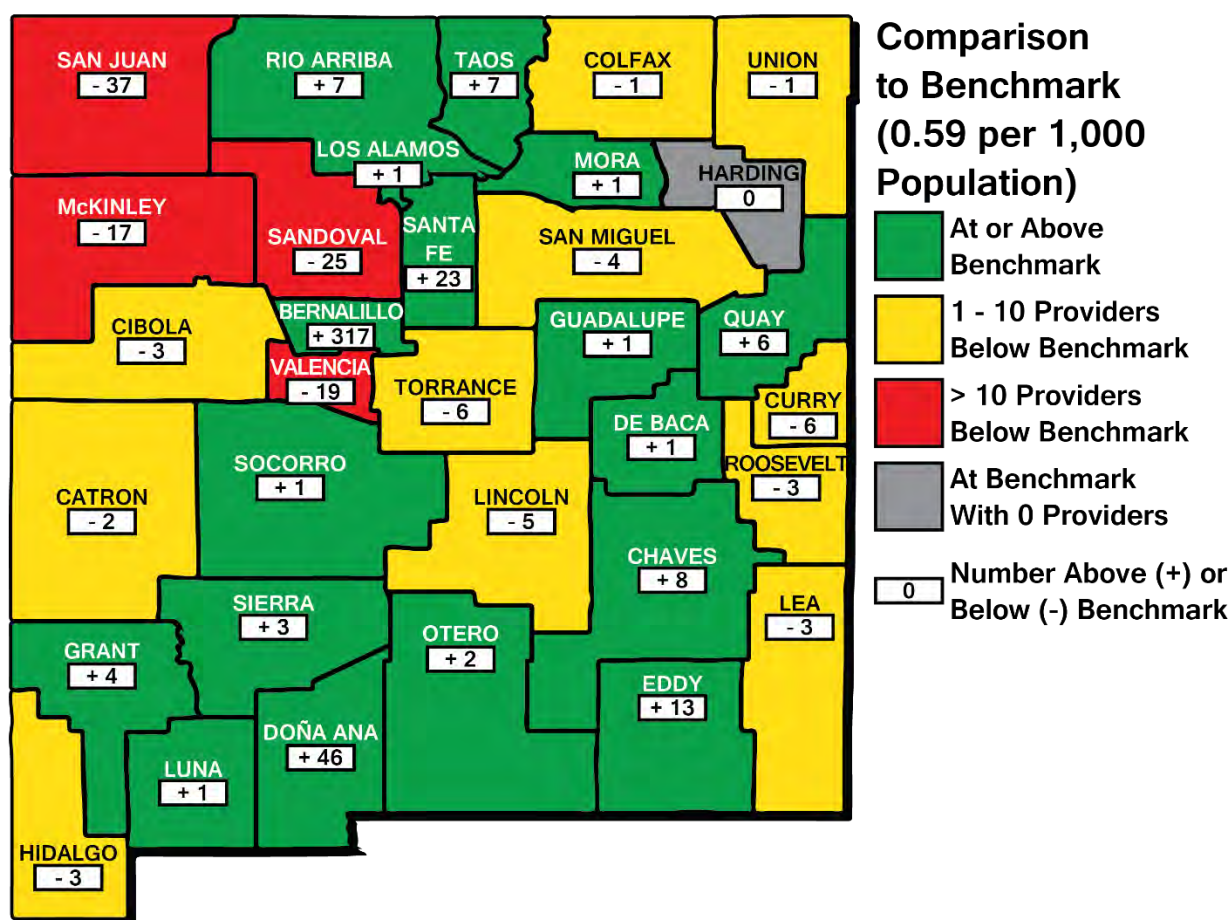 SAN JUAN
- 37
RIO ARRIBA
+ 7
TAOS
+ 7
COLFAX
- 1
UNION
- 1
LOS ALAMOS
+ 1
MORA
+ 1
HARDING
0
McKINLEY
- 17
SANDOVAL
- 25
SANTA
FE
+ 23
SAN MIGUEL
- 4
CIBOLA
- 3
BERNALILLO
+ 317
VALENCIA
- 19
TORRANCE
- 6
GUADALUPE
+ 1
QUAY
+ 6
CURRY
- 6
DE BACA
+ 1
ROOSEVELT
- 3
CATRON
- 2
SOCORRO
+ 1
LINCOLN
- 5
CHAVES
+ 8
LEA
- 3
SIERRA
+ 3
OTERO
+ 2
GRANT
+ 4
EDDY
+ 13
DOÑA ANA
+ 46
LUNA
+ 1
HIDALGO
- 3
Comparison
to Benchmark
(0.59 per 1,000
Population)
At or Above
Benchmark
1 - 10 Providers
Below Benchmark
> 10 Providers
Below Benchmark
At Benchmark
With 0 Providers
0
Number Above (+) or
Below (-) Benchmark